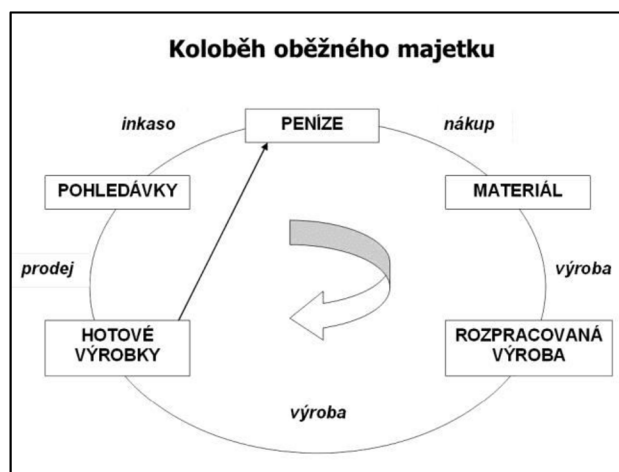 Koloběh oběžného majetku
inkaso
PENÍZE
nákup
POHLEDÁVKY
MATERIÁL
prodej
výroba
HOTOVÉ
VÝROBKY
ROZPRACOVANÁ
VÝROBA
výroba